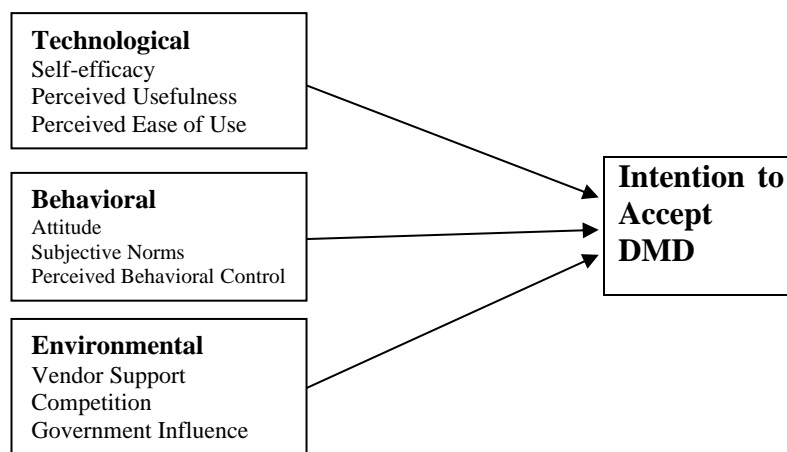 Technological
Self-efficacy
Perceived Usefulness
Perceived Ease of Use
Behavioral
Attitude
Subjective Norms
Perceived Behavioral Control
Environmental
Vendor Support
Competition
Government Influence
Intention to
Accept
DMD